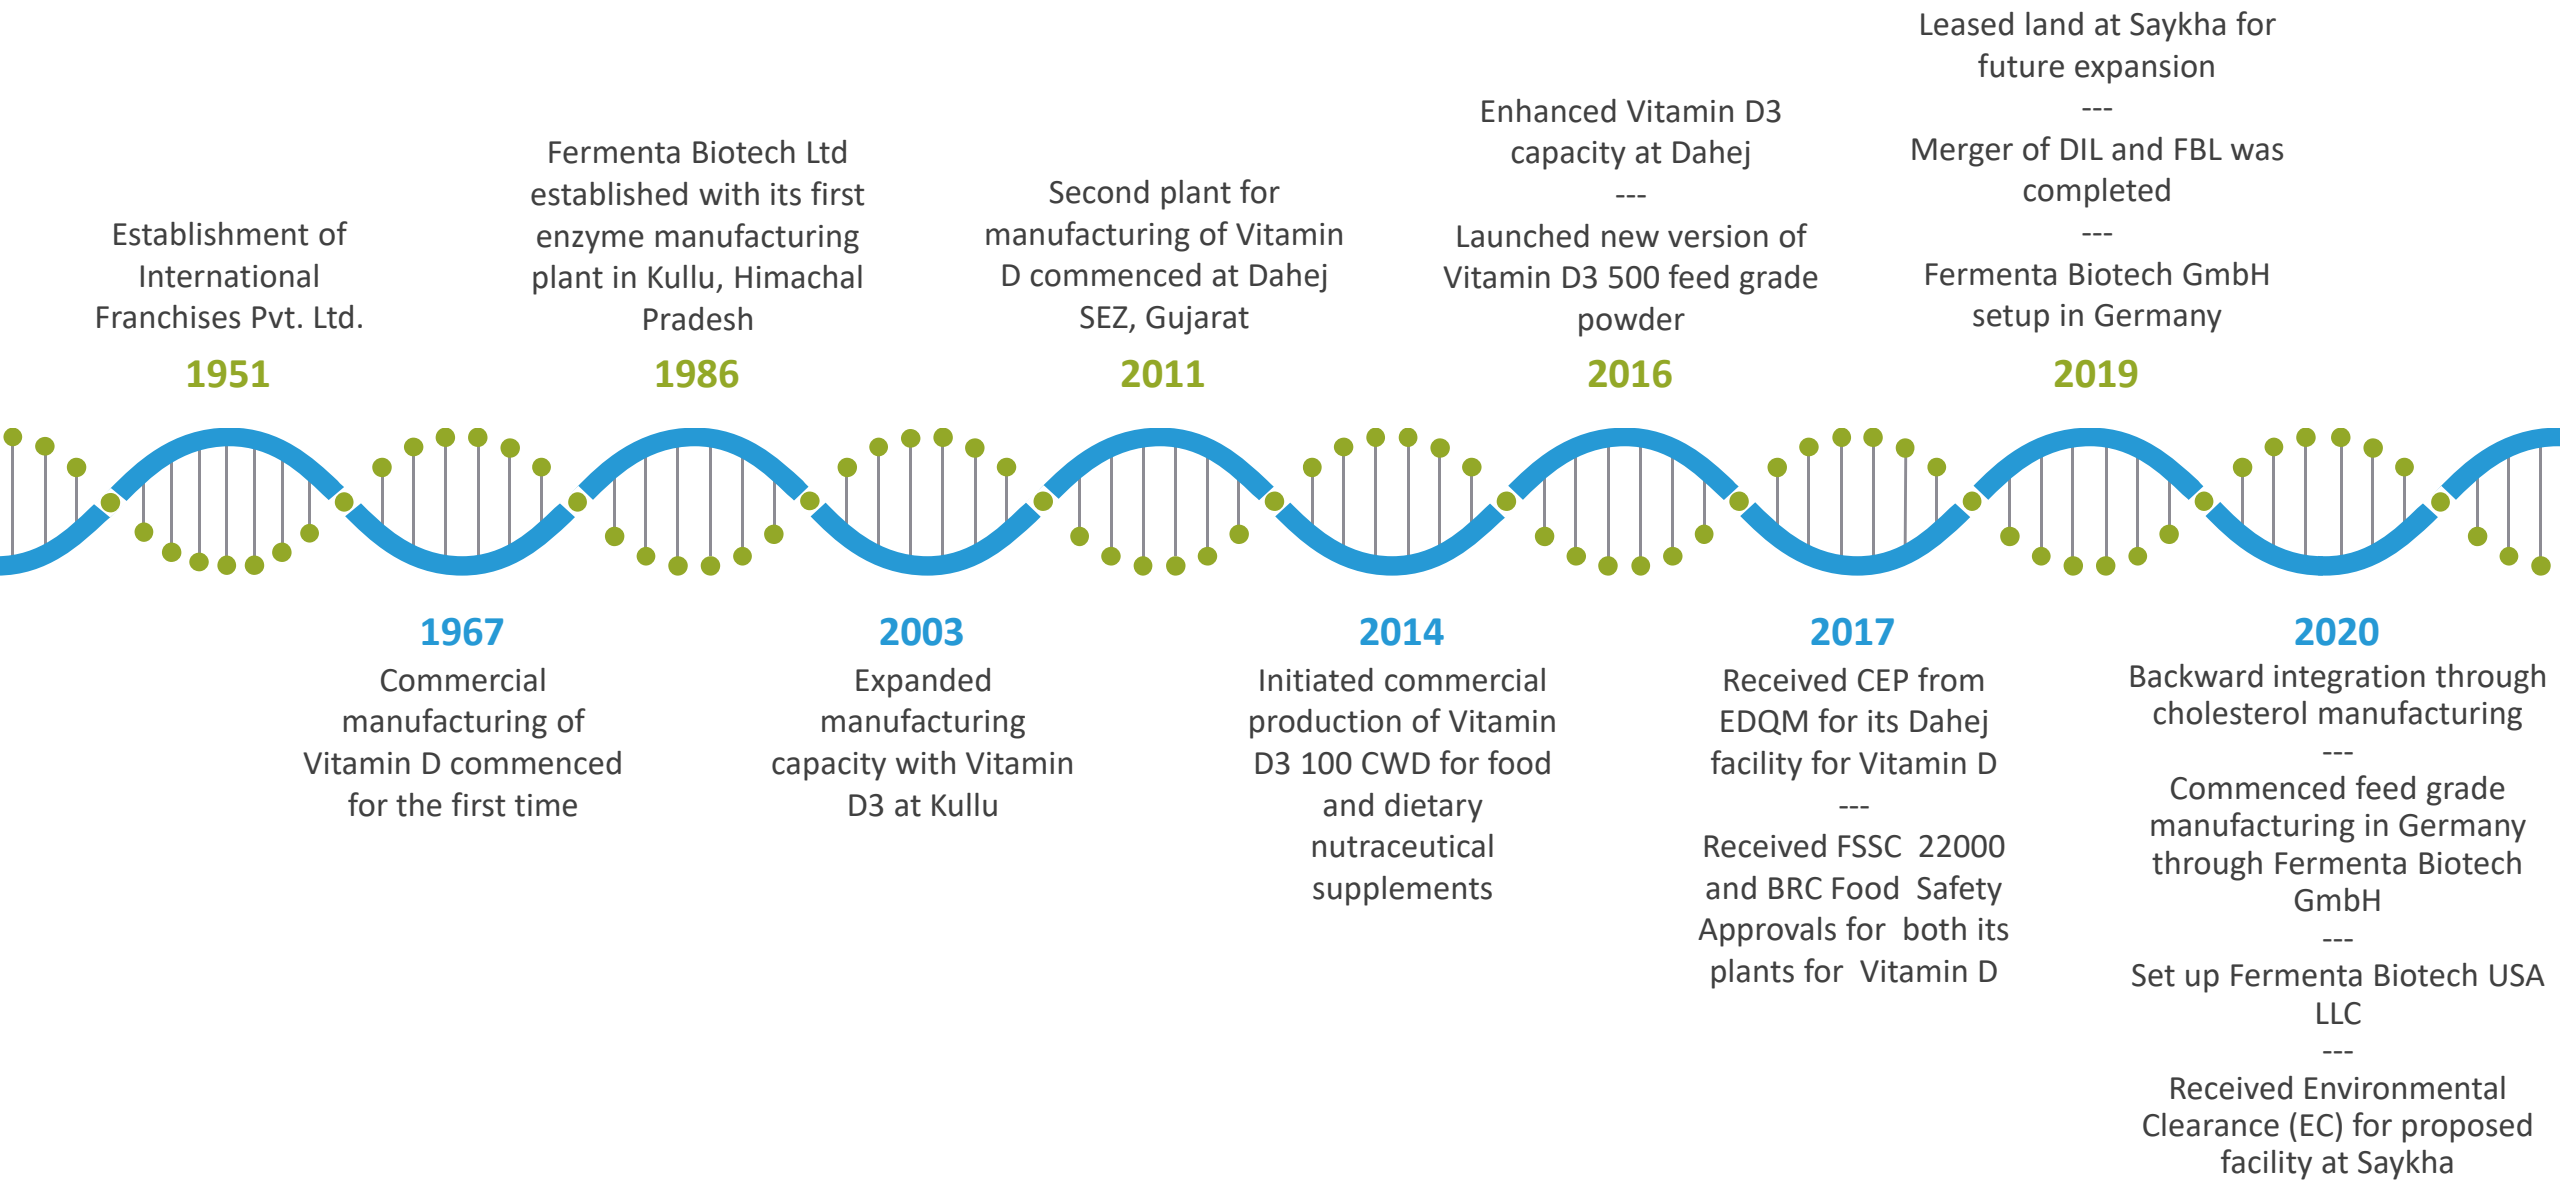 Establishment of
International
Franchises Pvt. Ltd.
1951
1967
Commercial
manufacturing of
Vitamin D commenced
for the first time
Fermenta Biotech Ltd
established with its first
enzyme manufacturing
plant in Kullu, Himachal
Pradesh
1986
2003
Expanded
manufacturing
capacity with Vitamin
D3 at Kullu
Second plant for
manufacturing of Vitamin
D commenced at Dahej
SEZ, Gujarat
2011
2014
Initiated commercial
production of Vitamin
D3 100 CWD for food
and dietary
nutraceutical
supplements
Enhanced Vitamin D3
capacity at Dahej
---
Launched new version of
Vitamin D3 500 feed grade
powder
2016
2017
Received CEP from
EDQM for its Dahej
facility for Vitamin D
---
Received FSSC  22000
and BRC Food  Safety
Approvals for  both its
plants for  Vitamin D
Leased land at Saykha for
future expansion
---
Merger of DIL and FBL was
completed
---
Fermenta Biotech GmbH
setup in Germany
2019
2020
Backward integration through
cholesterol manufacturing
---
Commenced feed grade
manufacturing in Germany
through Fermenta Biotech
GmbH
---
Set up Fermenta Biotech USA
LLC
---
Received Environmental
Clearance (EC) for proposed
facility at Saykha